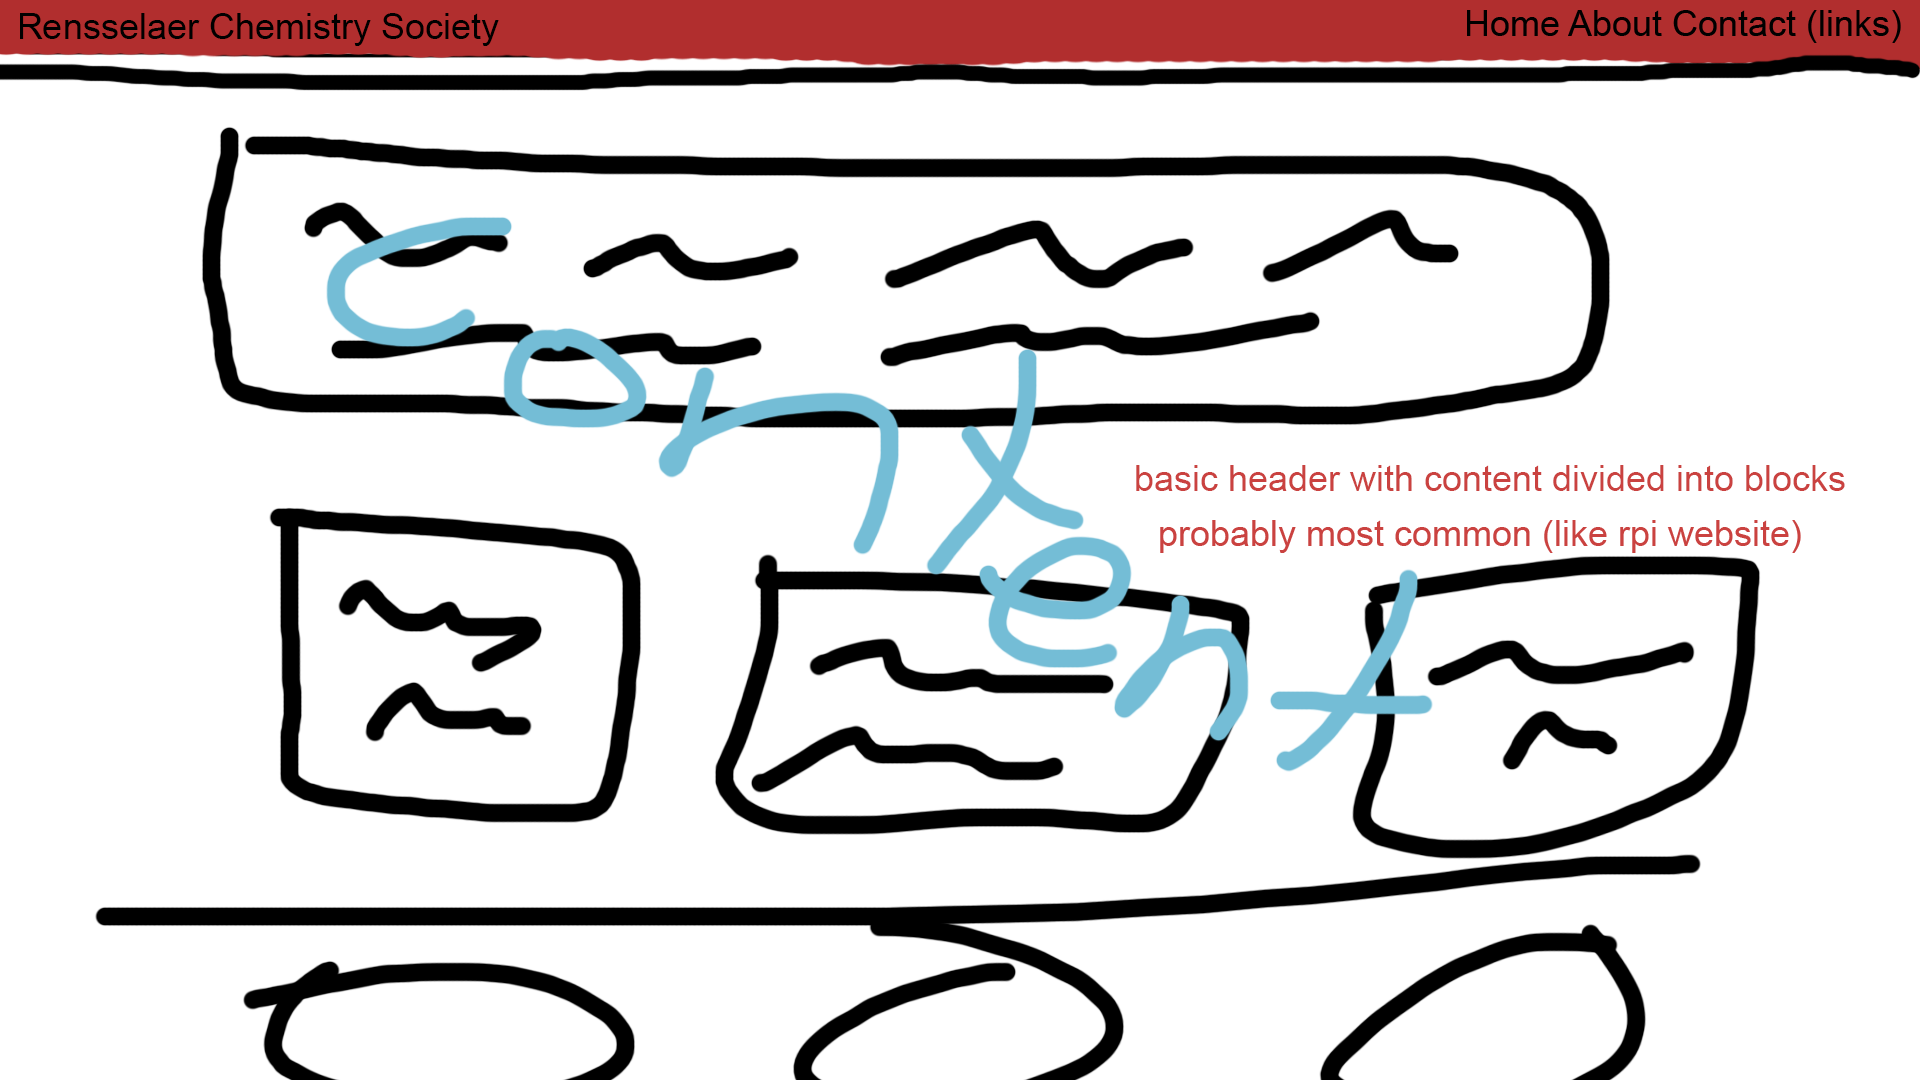 Rensselaer Chemistry Society
Home About Contact (links)
content
basic header with content divided into blocks
probably most common (like rpi website)